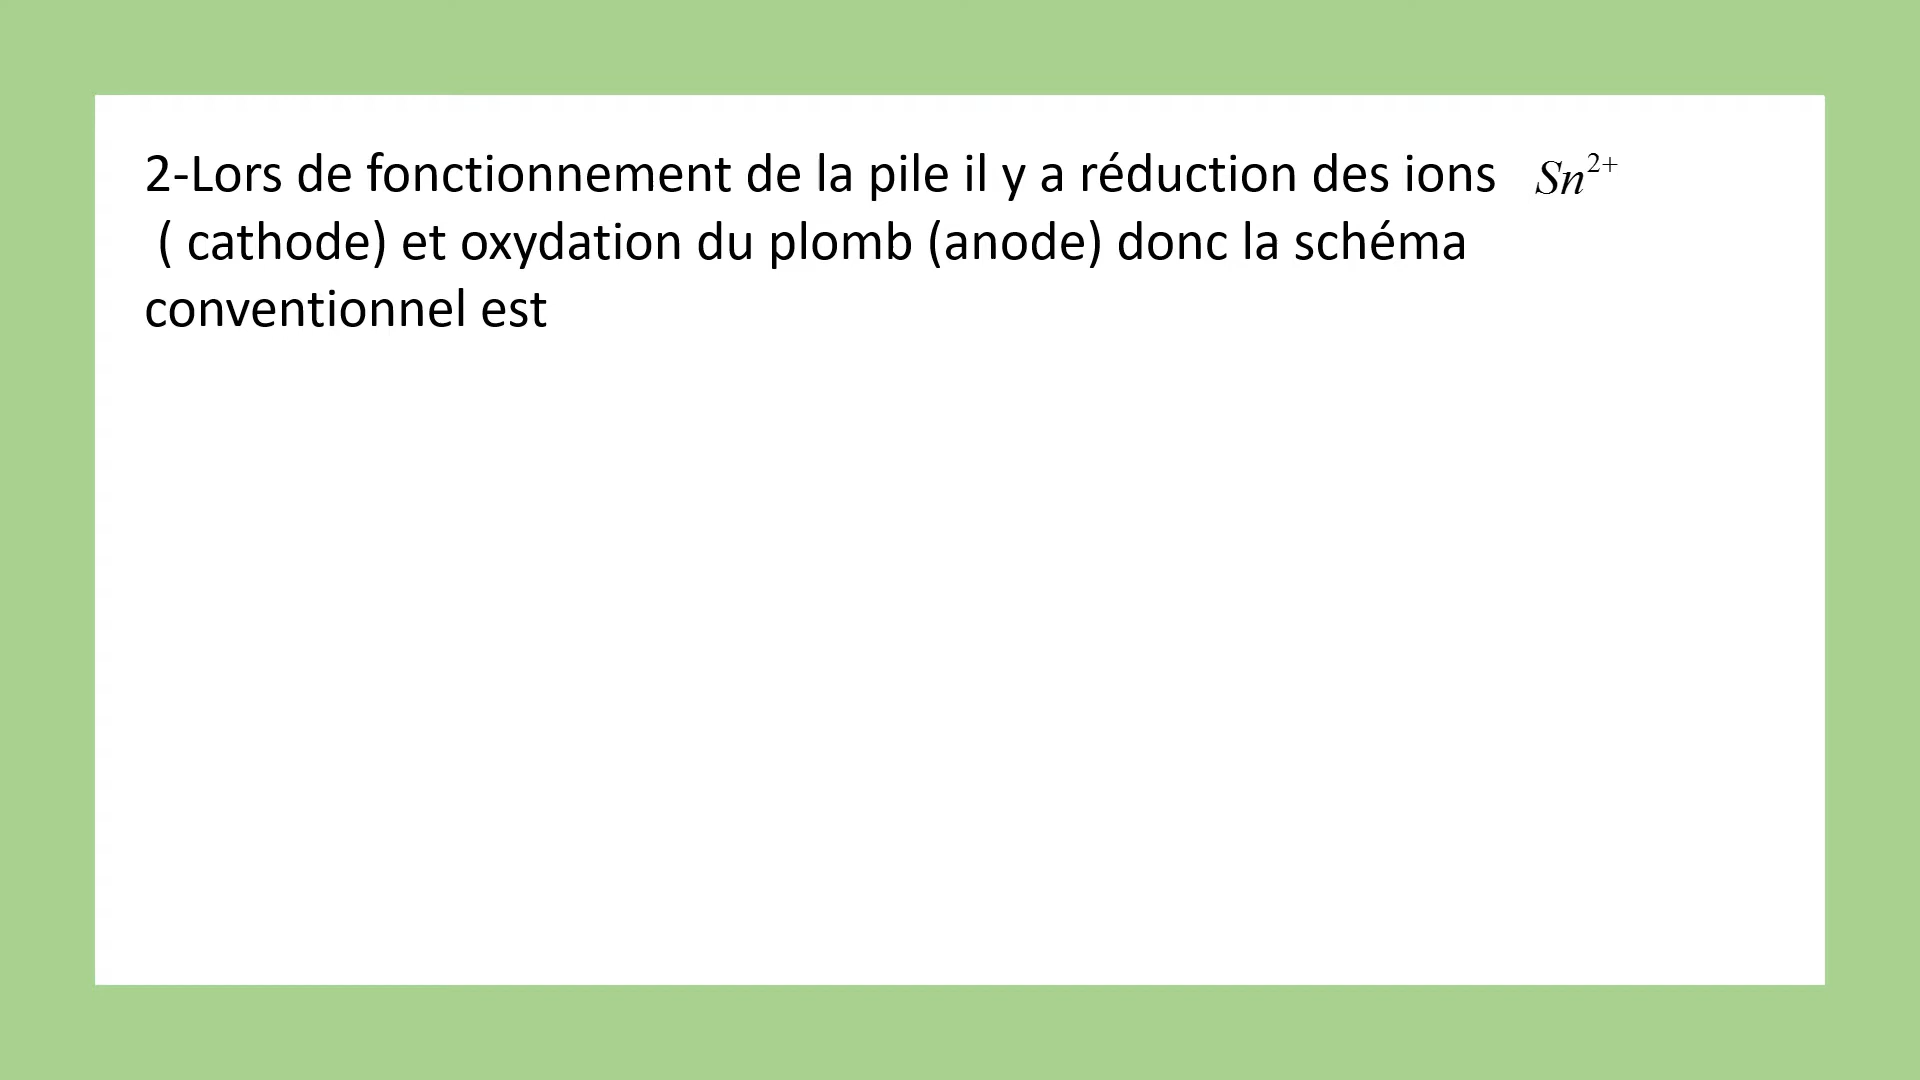 2-Lors de fonctionnement de la pile il y a réduction des ions Sn²⁺
( cathode) et oxydation du plomb (anode) donc la schéma
conventionnel est